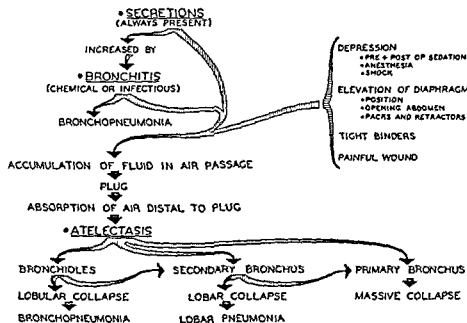 • SECRETIONS
(ALWAYS PRESENT)
INCREASED BY
• BRONCHITIS
(CHEMICAL OR INFECTIOUS)
BRONCHOPNEUMONIA
DEPRESSION
• PRE + POST OP SEDATION
• ANESTHESIA
• SHOCK
ELEVATION OF DIAPHRAGM
• POSITION
• OPENING ABDOMEN
• PACKS AND RETRACTORS
TIGHT BINDERS
PAINFUL WOUND
ACCUMULATION OF FLUID IN AIR PASSAGE
PLUG
ABSORPTION OF AIR DISTAL TO PLUG
• ATELECTASIS
BRONCHIOLES
SECONDARY BRONCHUS
PRIMARY BRONCHUS
LOBULAR COLLAPSE
LOBAR COLLAPSE
MASSIVE COLLAPSE
BRONCHOPNEUMONIA
LOBAR PNEUMONIA